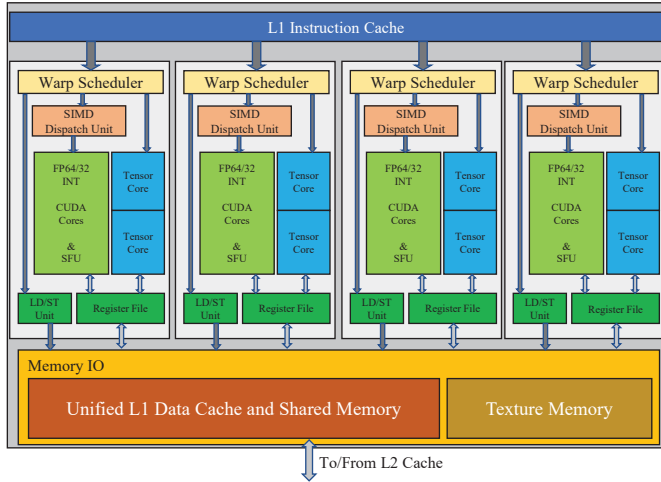 L1 Instruction Cache
Warp Scheduler
SIMD
Dispatch Unit
FP64/32
INT
CUDA
Cores
&
SFU
Tensor
Core
Tensor
Core
LD/ST
Unit
Register File
Warp Scheduler
SIMD
Dispatch Unit
FP64/32
INT
CUDA
Cores
&
SFU
Tensor
Core
Tensor
Core
LD/ST
Unit
Register File
Warp Scheduler
SIMD
Dispatch Unit
FP64/32
INT
CUDA
Cores
&
SFU
Tensor
Core
Tensor
Core
LD/ST
Unit
Register File
Warp Scheduler
SIMD
Dispatch Unit
FP64/32
INT
CUDA
Cores
&
SFU
Tensor
Core
Tensor
Core
LD/ST
Unit
Register File
Memory IO
Unified L1 Data Cache and Shared Memory
Texture Memory
To/From L2 Cache